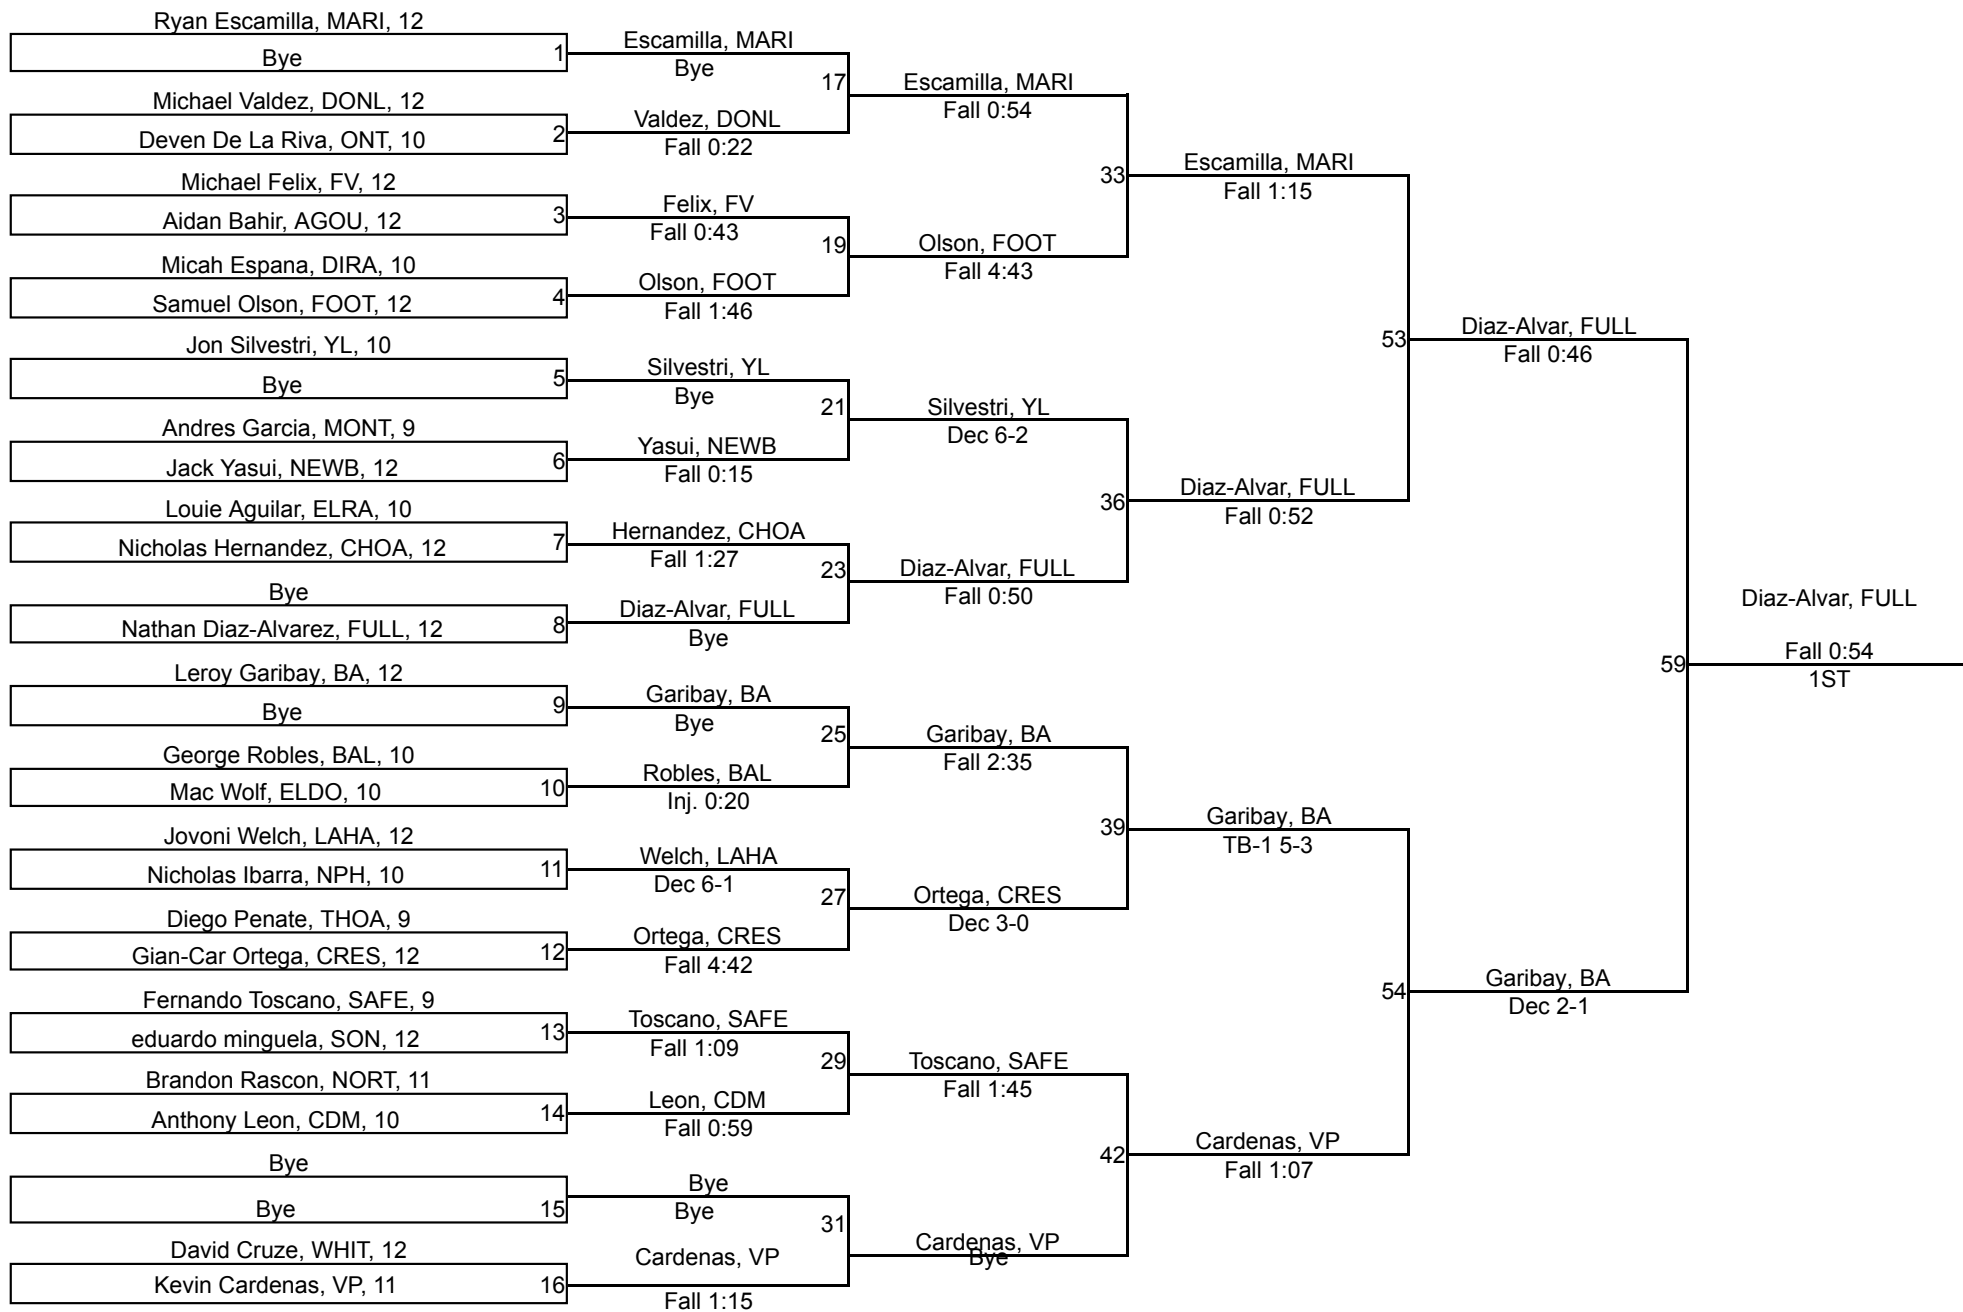 Ryan Escamilla, MARI, 12
Bye
1
Michael Valdez, DONL, 12
Deven De La Riva, ONT, 10
2
Michael Felix, FV, 12
Aidan Bahir, AGOU, 12
3
Micah Espana, DIRA, 10
Samuel Olson, FOOT, 12
4
Jon Silvestri, YL, 10
Bye
5
Andres Garcia, MONT, 9
Jack Yasui, NEWB, 12
6
Louie Aguilar, ELRA, 10
Nicholas Hernandez, CHOA, 12
7
Bye
Nathan Diaz-Alvarez, FULL, 12
8
Leroy Garibay, BA, 12
Bye
9
George Robles, BAL, 10
Mac Wolf, ELDO, 10
10
Jovoni Welch, LAHA, 12
Nicholas Ibarra, NPH, 10
11
Diego Penate, THOA, 9
Gian-Car Ortega, CRES, 12
12
Fernando Toscano, SAFE, 9
eduardo minguela, SON, 12
13
Brandon Rascon, NORT, 11
Anthony Leon, CDM, 10
14
Bye
Bye
15
David Cruze, WHIT, 12
Kevin Cardenas, VP, 11
16
Escamilla, MARI
Bye
17
Valdez, DONL
Fall 0:22
Felix, FV
Fall 0:43
19
Olson, FOOT
Fall 1:46
Silvestri, YL
Bye
21
Yasui, NEWB
Fall 0:15
Hernandez, CHOA
Fall 1:27
23
Diaz-Alvar, FULL
Bye
Garibay, BA
Bye
25
Robles, BAL
Inj. 0:20
Welch, LAHA
Dec 6-1
27
Ortega, CRES
Fall 4:42
Toscano, SAFE
Fall 1:09
29
Leon, CDM
Fall 0:59
Bye
Bye
31
Cardenas, VP
Fall 1:15
Escamilla, MARI
Fall 0:54
33
Olson, FOOT
Fall 4:43
Silvestri, YL
Dec 6-2
36
Diaz-Alvar, FULL
Fall 0:50
Garibay, BA
Fall 2:35
39
Ortega, CRES
Dec 3-0
Toscano, SAFE
Fall 1:45
42
Cardenas, VP
Bye
Escamilla, MARI
Fall 1:15
53
Diaz-Alvar, FULL
Fall 0:52
Garibay, BA
TB-1 5-3
54
Cardenas, VP
Fall 1:07
Diaz-Alvar, FULL
Fall 0:46
59
Garibay, BA
Dec 2-1
Diaz-Alvar, FULL
Fall 0:54
1ST